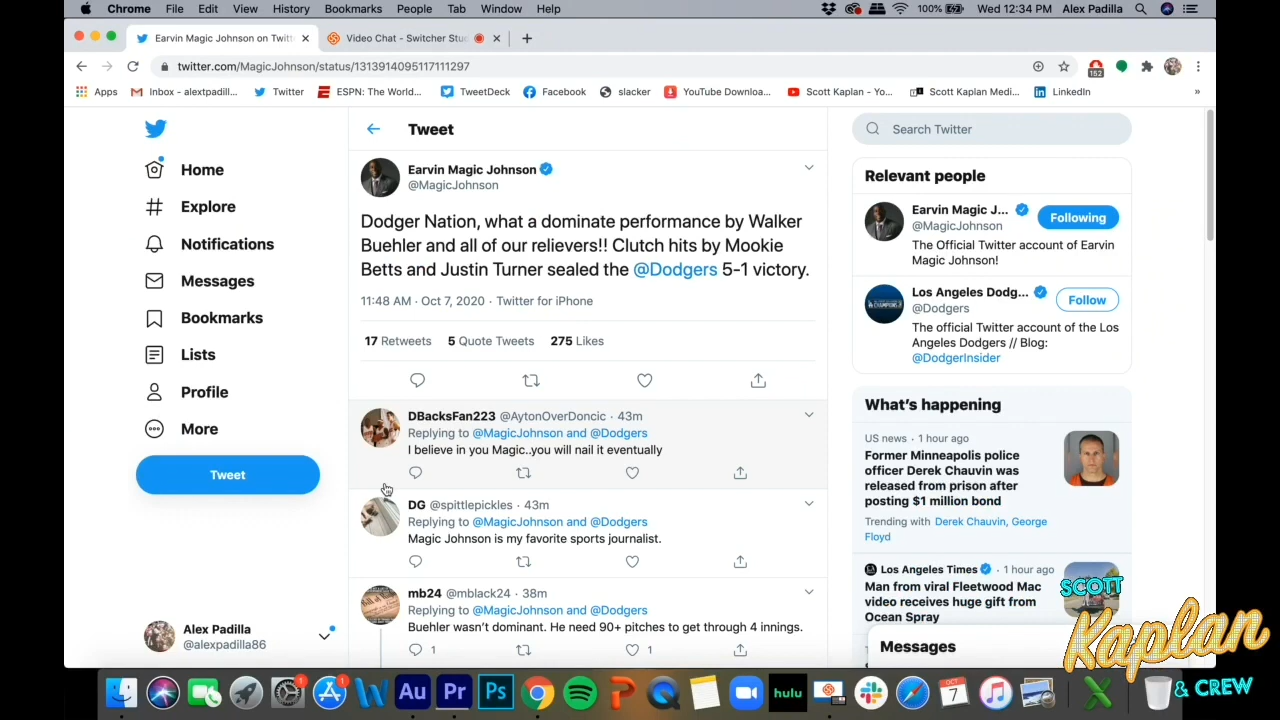 Chrome File Edit View History Bookmarks People Tab Window Help 100% Wed 12:34 PM Alex Padilla
Earvin Magic Johnson on Twitt
Video Chat - Switcher Stu
twitter.com/MagicJohnson/status/1313914095117111297
152
Apps Inbox - alextpadill... Twitter ESPN: The World... TweetDeck Facebook slacker YouTube Downloa... Scott Kaplan - Yo... Scott Kaplan Medi... LinkedIn »
Home
Explore
Notifications
Messages
Bookmarks
Lists
Profile
More
Tweet
Alex Padilla
@alexpadilla86
Tweet
Earvin Magic Johnson
@MagicJohnson
Dodger Nation, what a dominate performance by Walker
Buehler and all of our relievers!! Clutch hits by Mookie
Betts and Justin Turner sealed the @Dodgers 5-1 victory.
11:48 AM · Oct 7, 2020 · Twitter for iPhone
17 Retweets 5 Quote Tweets 275 Likes
DBacksFan223 @AytonOverDoncic · 43m
Replying to @MagicJohnson and @Dodgers
I believe in you Magic..you will nail it eventually
DG @spittlepickles · 43m
Replying to @MagicJohnson and @Dodgers
Magic Johnson is my favorite sports journalist.
mb24 @mblack24 · 38m
Replying to @MagicJohnson and @Dodgers
Buehler wasn't dominant. He need 90+ pitches to get through 4 innings.
1 1
Search Twitter
Relevant people
Earvin Magic J...
@MagicJohnson
Following
The Official Twitter account of Earvin
Magic Johnson!
Los Angeles Dodg...
@Dodgers
Follow
The official Twitter account of the Los
Angeles Dodgers // Blog:
@DodgerInsider
What's happening
US news · 1 hour ago
Former Minneapolis police
officer Derek Chauvin was
released from prison after
posting $1 million bond
Trending with Derek Chauvin, George
Floyd
Los Angeles Times · 1 hour ago
Man from viral Fleetwood Mac
video receives huge gift from
Ocean Spray
Messages
SCOTT
Kaplan
& CREW
Au Pr Ps hulu
OCT
7